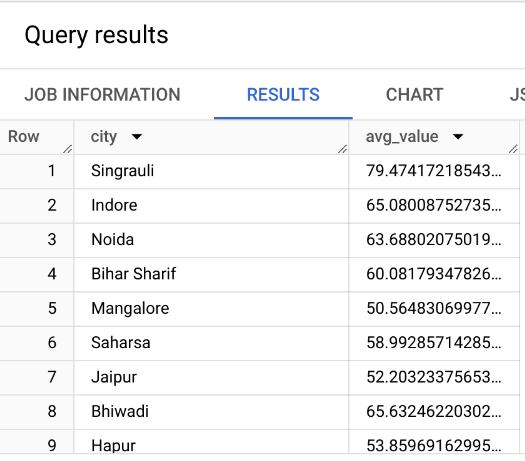 Query results
JOB INFORMATION RESULTS CHART JS
Row city avg_value
1 Singrauli 79.47417218543...
2 Indore 65.08008752735...
3 Noida 63.68802075019...
4 Bihar Sharif 60.08179347826...
5 Mangalore 50.56483069977...
6 Saharsa 58.99285714285...
7 Jaipur 52.20323375653...
8 Bhiwadi 65.63246220302...
9 Hapur 53.85969162995...